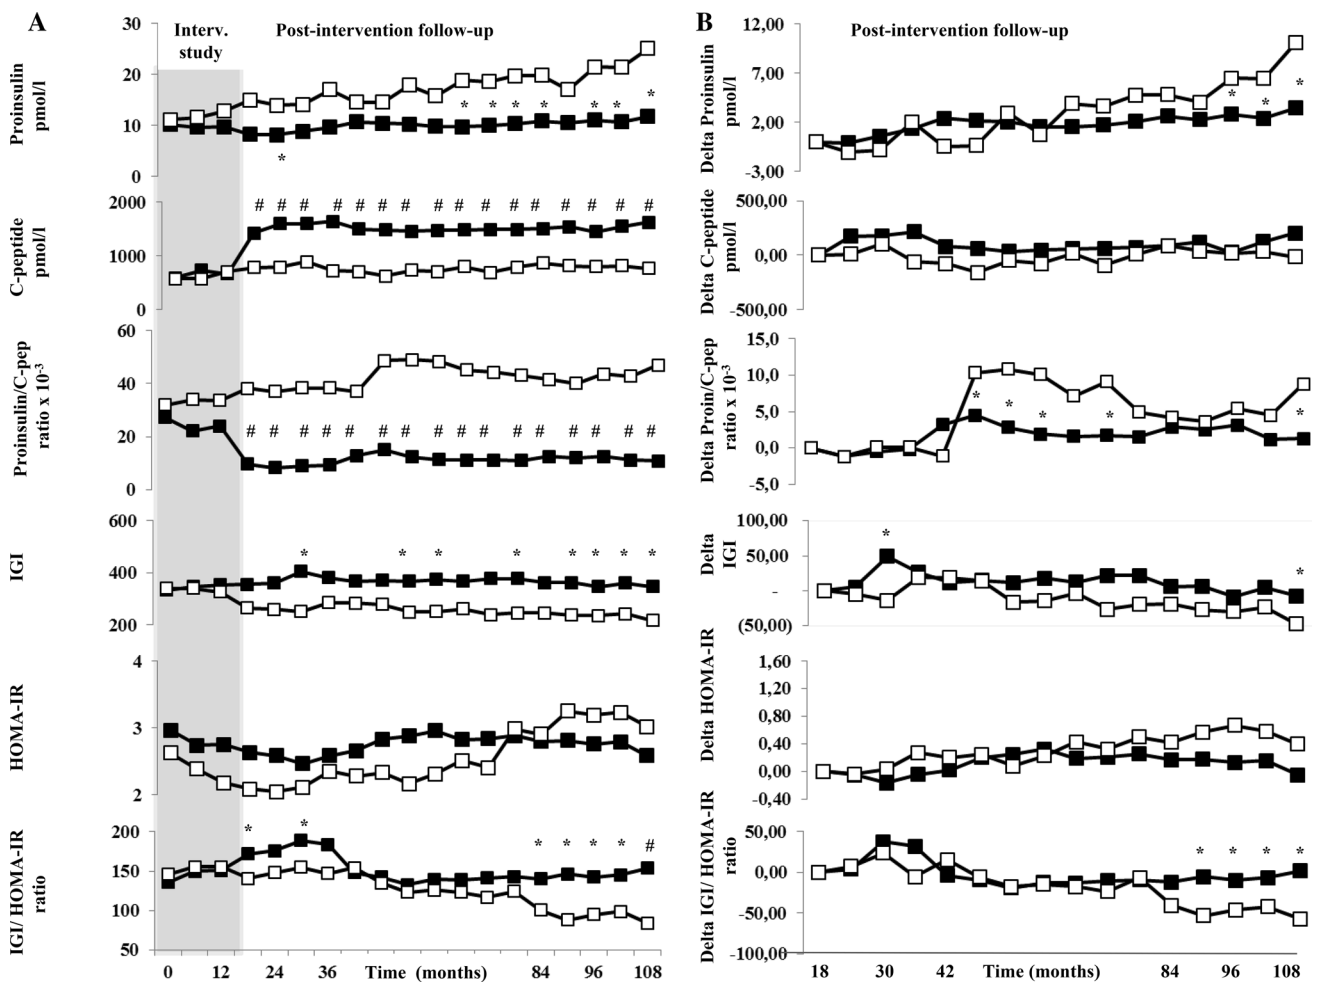 A
Interv.
study
Post-intervention follow-up
Proinsulin
pmol/l
30
20
10
0
* * * * * * *
*
C-peptide
pmol/l
2000
1000
0
# # # # # # # # # # # # # # # #
Proinsulin/C-pep
ratio x 10-3
60
40
20
0
# # # # # # # # # # # # # # # #
IGI
600
400
200
* * * * * * * *
HOMA-IR
4
3
2
IGI/ HOMA-IR
ratio
200
150
100
50
* * * * * * #
0 12 24 36 Time (months) 84 96 108
B
Post-intervention follow-up
Delta Proinsulin
pmol/l
12,00
7,00
2,00
-3,00
* * *
Delta C-peptide
pmol/l
500,00
0,00
-500,00
Delta Proin/C-pep
ratio x 10-3
15,0
10,0
5,0
0,0
-5,0
* * * * *
Delta
IGI
100,00
50,00
-
(50,00)
* *
Delta HOMA-IR
1,60
1,20
0,80
0,40
0,00
-0,40
Delta IGI/ HOMA-IR
ratio
50,00
0,00
-50,00
-100,00
* * * *
18 30 42 Time (months) 84 96 108